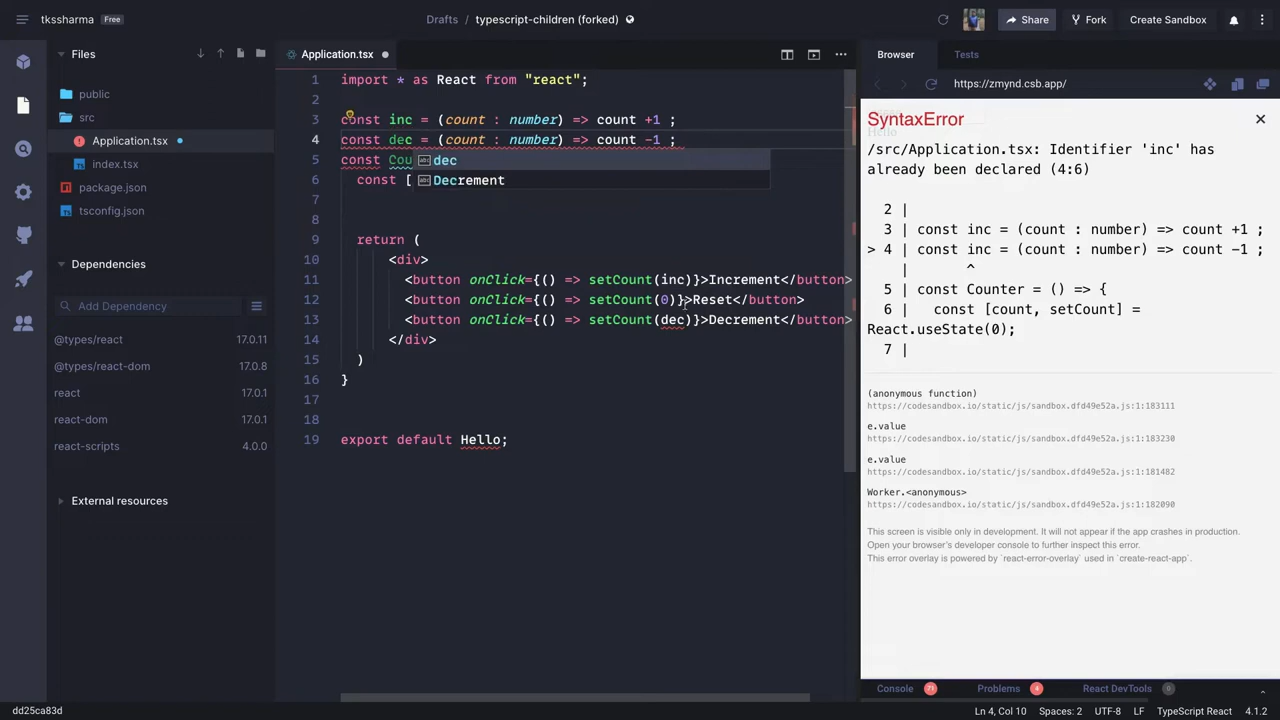 tkssharma Free
Drafts / typescript-children (forked)
Share
Fork
Create Sandbox
Files
public
src
Application.tsx
index.tsx
package.json
tsconfig.json
Dependencies
Add Dependency
@types/react 17.0.11
@types/react-dom 17.0.8
react 17.0.1
react-dom 17.0.1
react-scripts 4.0.0
External resources
dd25ca83d
Application.tsx
1 import * as React from "react";
2
3 const inc = (count : number) => count +1 ;
4 const dec = (count : number) => count -1 ;
5 const Cou
dec
6 const [
Decrement
7
8
9 return (
10 <div>
11 <button onClick={() => setCount(inc)}>Increment</button>
12 <button onClick={() => setCount(0)}>Reset</button>
13 <button onClick={() => setCount(dec)}>Decrement</button>
14 </div>
15 )
16 }
17
18
19 export default Hello;
Browser Tests
https://zmynd.csb.app/
Hello
SyntaxError
/src/Application.tsx: Identifier 'inc' has
already been declared (4:6)
2 |
3 | const inc = (count : number) => count +1 ;
> 4 | const inc = (count : number) => count -1 ;
| ^
5 | const Counter = () => {
6 | const [count, setCount] =
React.useState(0);
7 |
(anonymous function)
https://codesandbox.io/static/js/sandbox.dfd49e52a.js:1:183111
e.value
https://codesandbox.io/static/js/sandbox.dfd49e52a.js:1:183230
e.value
https://codesandbox.io/static/js/sandbox.dfd49e52a.js:1:181482
Worker.<anonymous>
https://codesandbox.io/static/js/sandbox.dfd49e52a.js:1:182090
This screen is visible only in development. It will not appear if the app crashes in production.
Open your browser's developer console to further inspect this error.
This error overlay is powered by `react-error-overlay` used in `create-react-app`.
Console 71 Problems 4 React DevTools 0
Ln 4, Col 10 Spaces: 2 UTF-8 LF TypeScript React 4.1.2